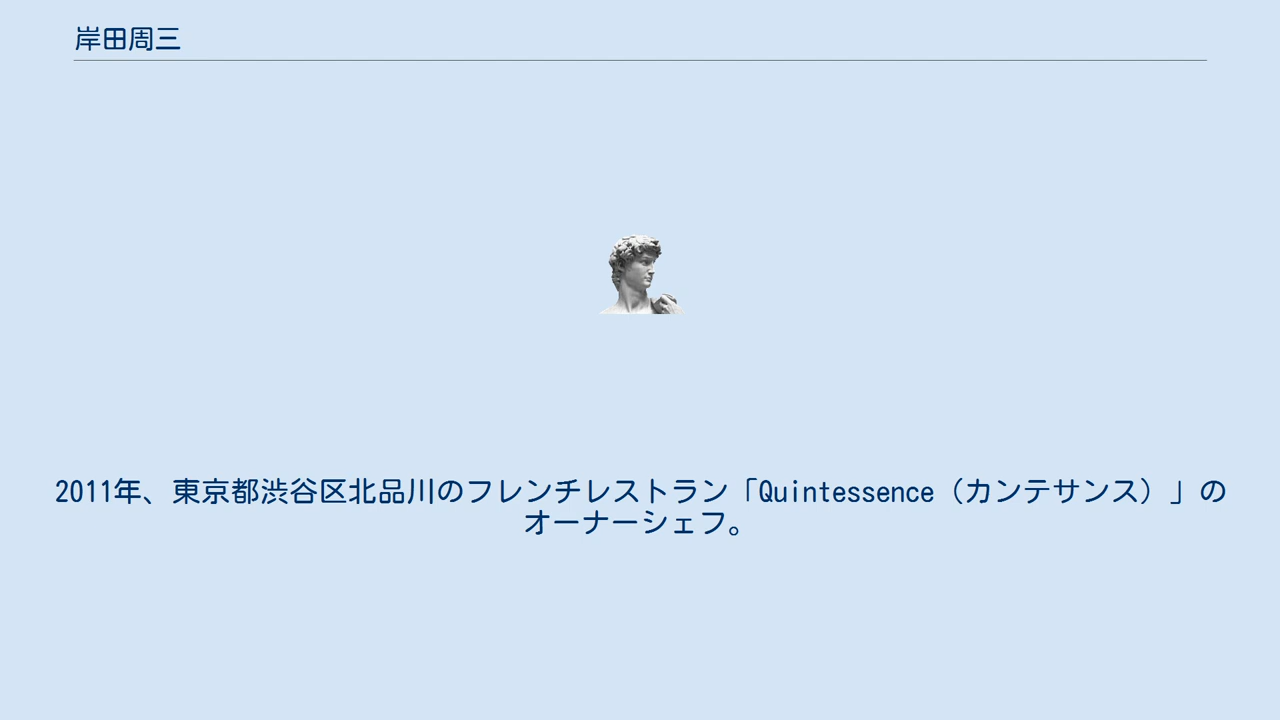 岸田周三
2011年、東京都渋谷区北品川のフレンチレストラン「Quintessence（カンテサンス）」の
オーナーシェフ。